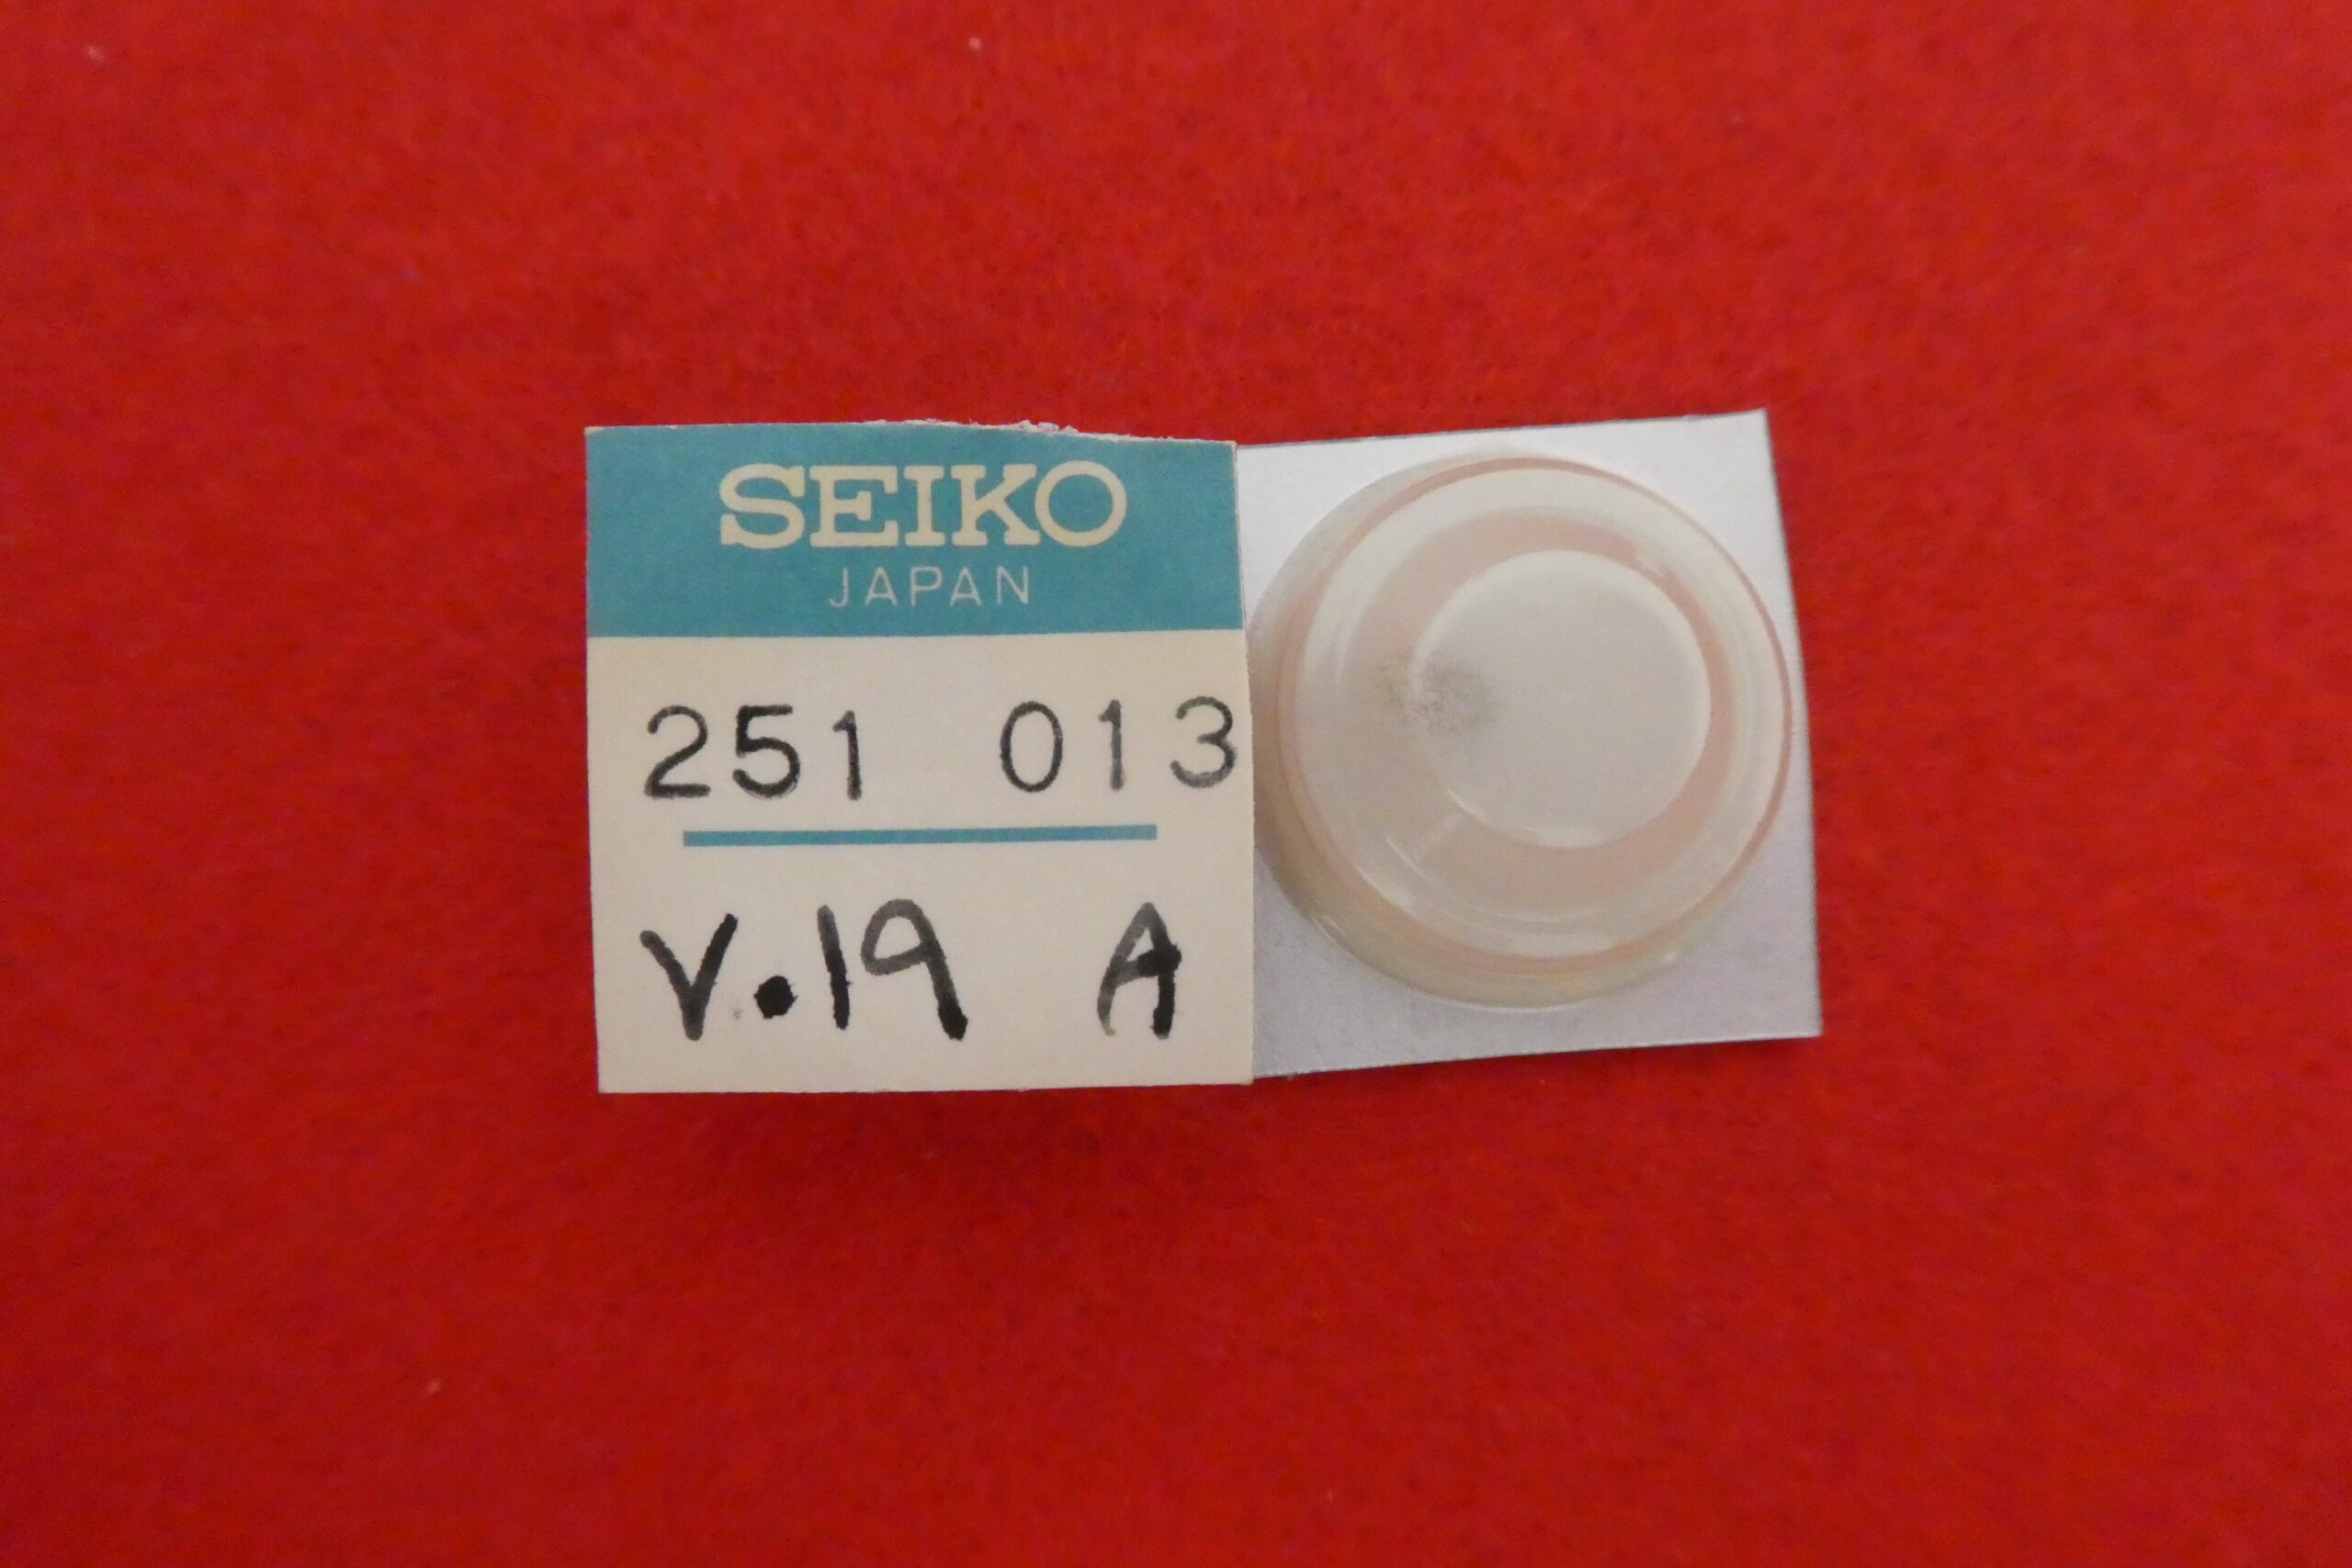 SEIKO
JAPAN
251 013
V.19 A